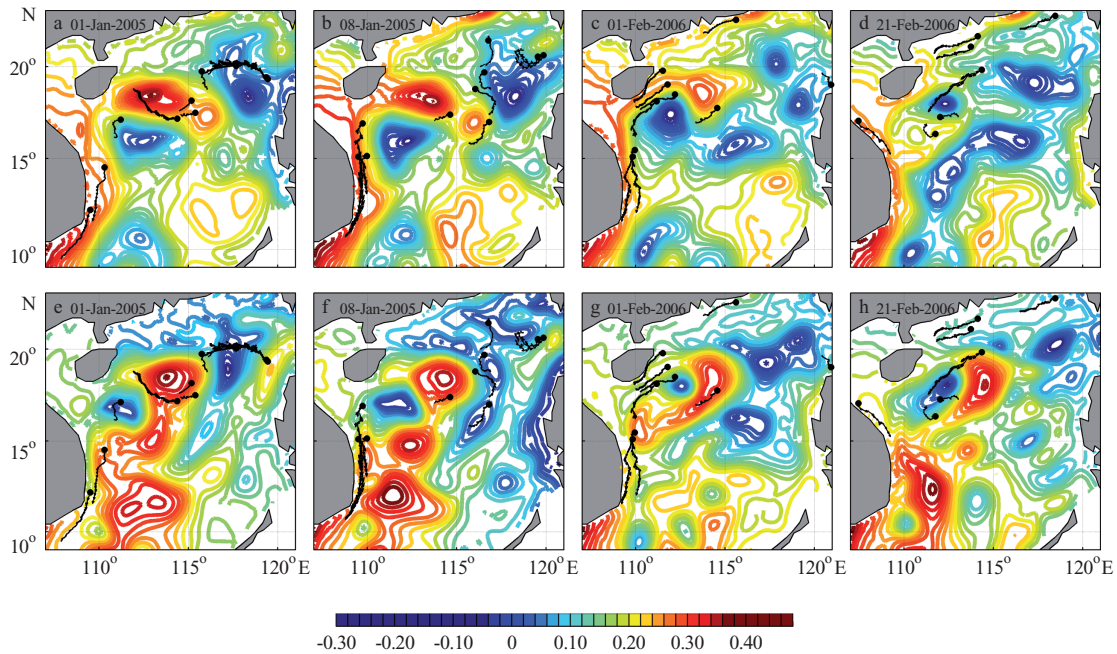 a 01-Jan-2005 b 08-Jan-2005 c 01-Feb-2006 d 21-Feb-2006
N
20°
15°
10°
e 01-Jan-2005 f 08-Jan-2005 g 01-Feb-2006 h 21-Feb-2006
N
20°
15°
10°
110° 115° 120° E 110° 115° 120° E 110° 115° 120° E 110° 115° 120° E
-0.30 -0.20 -0.10 0 0.10 0.20 0.30 0.40